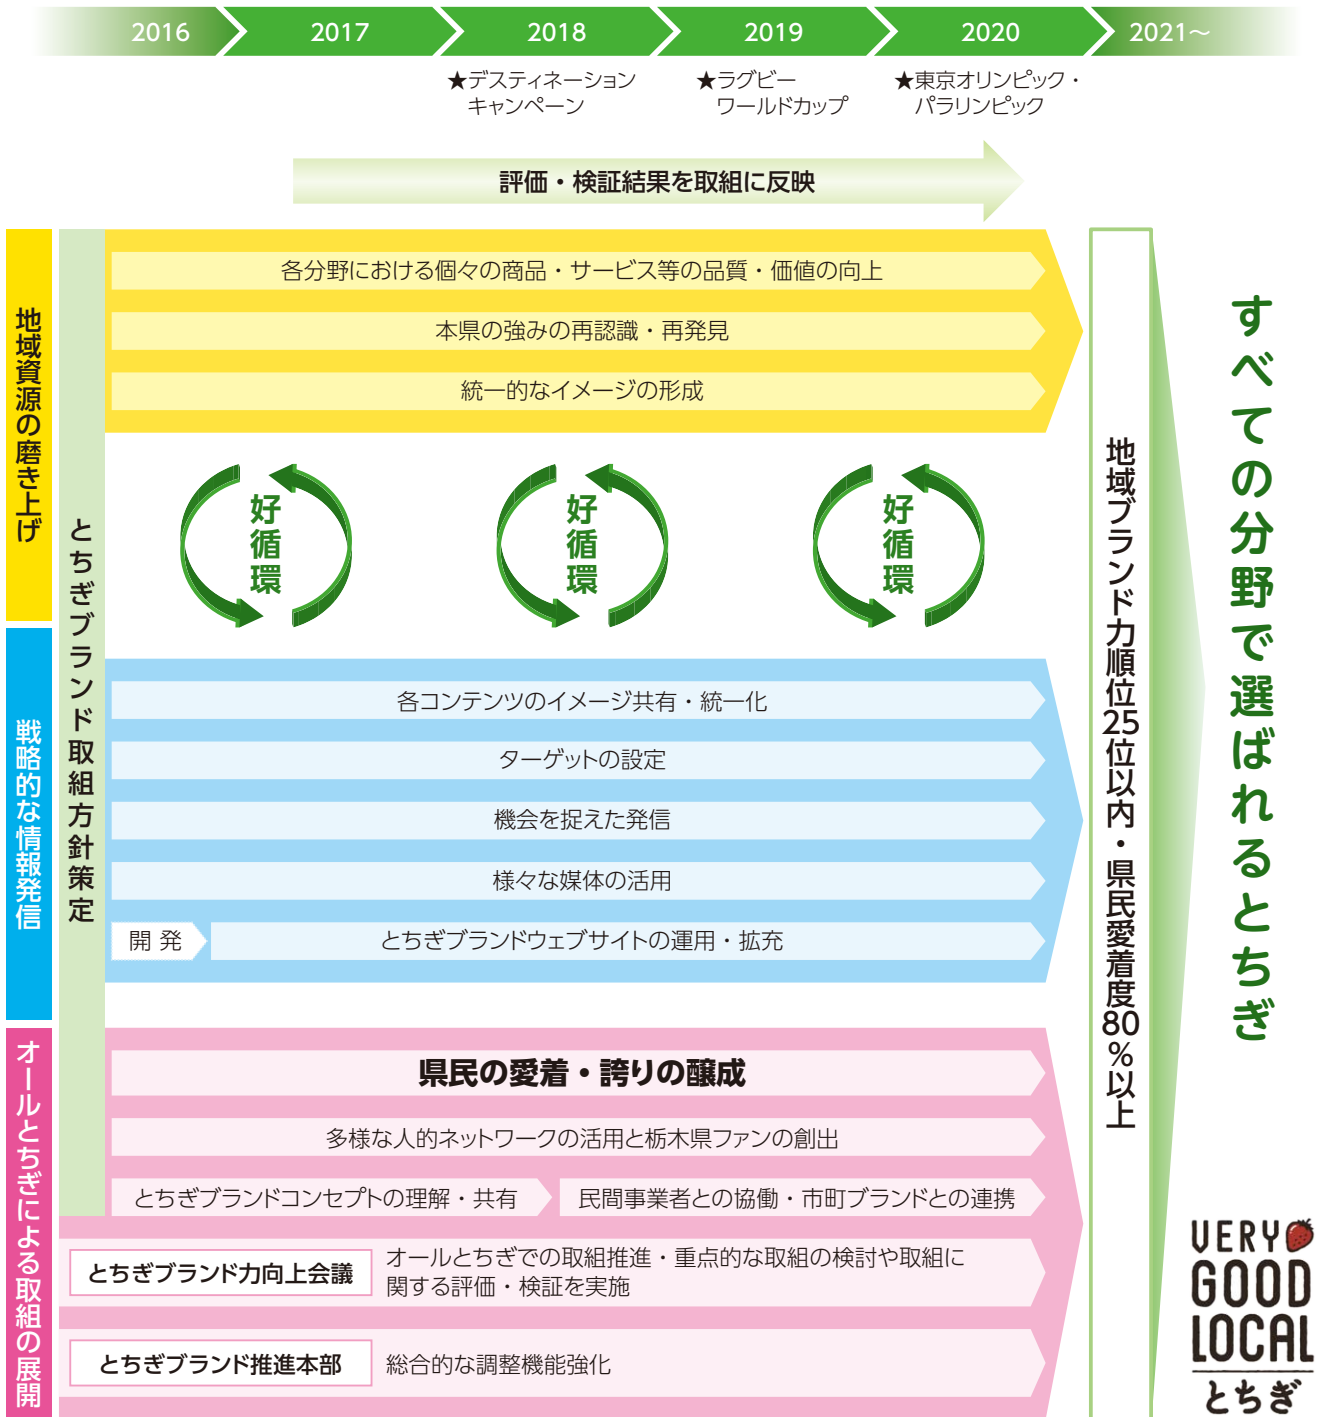 2016
2017
2018
2019
2020
2021～
★デスティネーション
キャンペーン
★ラグビー
ワールドカップ
★東京オリンピック・
パラリンピック
評価・検証結果を取組に反映
地域資源の磨き上げ
とちぎブランド取組方針策定
各分野における個々の商品・サービス等の品質・価値の向上
本県の強みの再認識・再発見
統一的なイメージの形成
好循環
好循環
好循環
戦略的な情報発信
各コンテンツのイメージ共有・統一化
ターゲットの設定
機会を捉えた発信
様々な媒体の活用
開発
とちぎブランドウェブサイトの運用・拡充
オールとちぎによる取組の展開
県民の愛着・誇りの醸成
多様な人的ネットワークの活用と栃木県ファンの創出
とちぎブランドコンセプトの理解・共有
民間事業者との協働・市町ブランドとの連携
とちぎブランド力向上会議
オールとちぎでの取組推進・重点的な取組の検討や取組に
関する評価・検証を実施
とちぎブランド推進本部
総合的な調整機能強化
地域ブランド力順位25位以内・県民愛着度80%以上
すべての分野で選ばれるとちぎ
VERY
GOOD
LOCAL
とちぎ